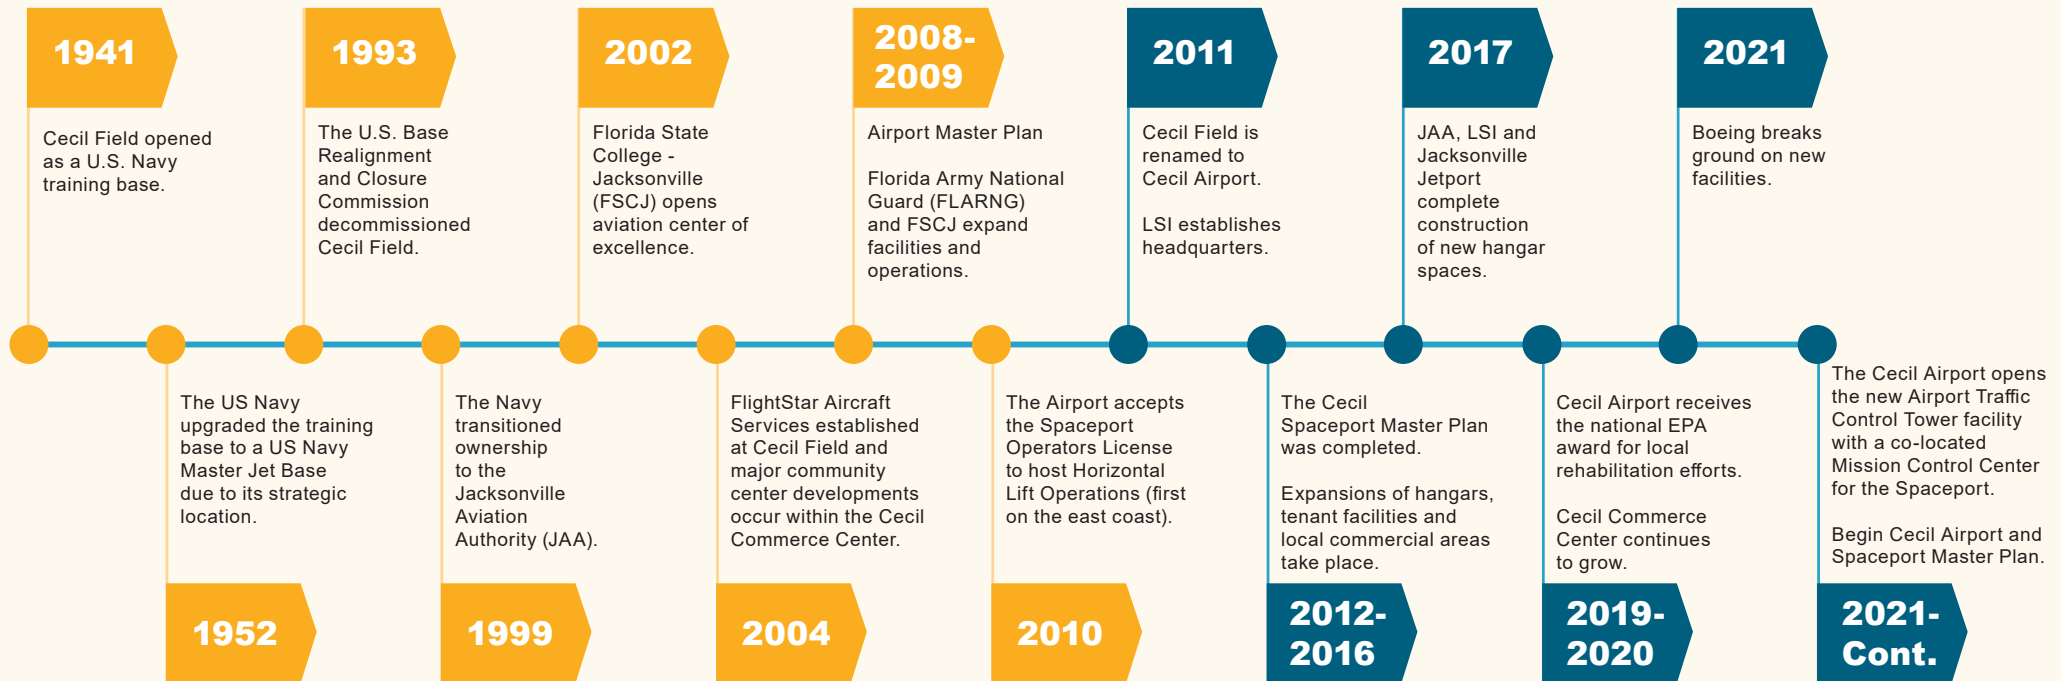 1941
Cecil Field opened
as a U.S. Navy
training base.
1993
The U.S. Base
Realignment
and Closure
Commission
decommissioned
Cecil Field.
2002
Florida State
College -
Jacksonville
(FSCJ) opens
aviation center of
excellence.
2008-
2009
Airport Master Plan
Florida Army National
Guard (FLARNG)
and FSCJ expand
facilities and
operations.
2011
Cecil Field is
renamed to
Cecil Airport.
LSI establishes
headquarters.
2017
JAA, LSI and
Jacksonville
Jetport
complete
construction
of new hangar
spaces.
2021
Boeing breaks
ground on new
facilities.
The US Navy
upgraded the training
base to a US Navy
Master Jet Base
due to its strategic
location.
1952
The Navy
transitioned
ownership
to the
Jacksonville
Aviation
Authority (JAA).
1999
FlightStar Aircraft
Services established
at Cecil Field and
major community
center developments
occur within the Cecil
Commerce Center.
2004
The Airport accepts
the Spaceport
Operators License
to host Horizontal
Lift Operations (first
on the east coast).
2010
The Cecil
Spaceport Master Plan
was completed.
Expansions of hangars,
tenant facilities and
local commercial areas
take place.
2012-
2016
Cecil Airport receives
the national EPA
award for local
rehabilitation efforts.
Cecil Commerce
Center continues
to grow.
2019-
2020
The Cecil Airport opens
the new Airport Traffic
Control Tower facility
with a co-located
Mission Control Center
for the Spaceport.
Begin Cecil Airport and
Spaceport Master Plan.
2021-
Cont.